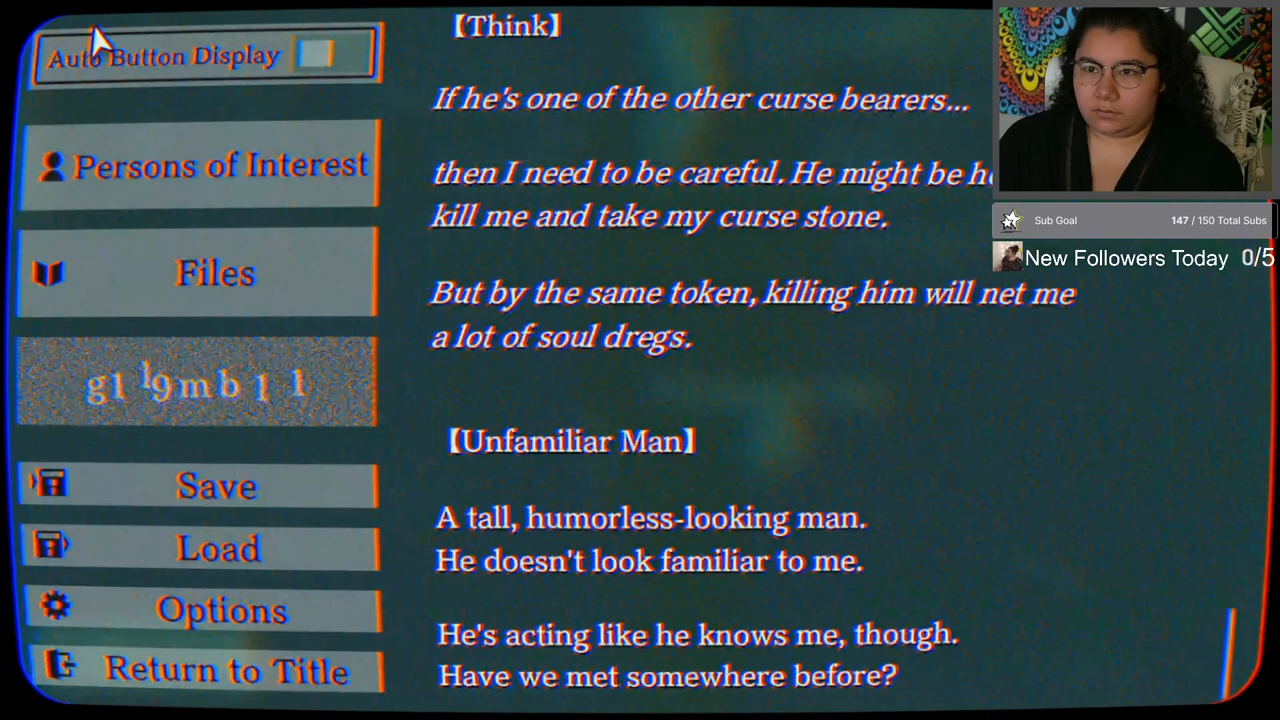 Auto Button Display
Persons of Interest
Files
Save
Load
Options
Return to Title
【Think】
If he's one of the other curse bearers...
then I need to be careful. He might be
kill me and take my curse stone.
But by the same token, killing him will net me
a lot of soul dregs.
【Unfamiliar Man】
A tall, humorless-looking man.
He doesn't look familiar to me.
He's acting like he knows me, though.
Have we met somewhere before?
Sub Goal
147 / 150 Total Subs
New Followers Today 0/5